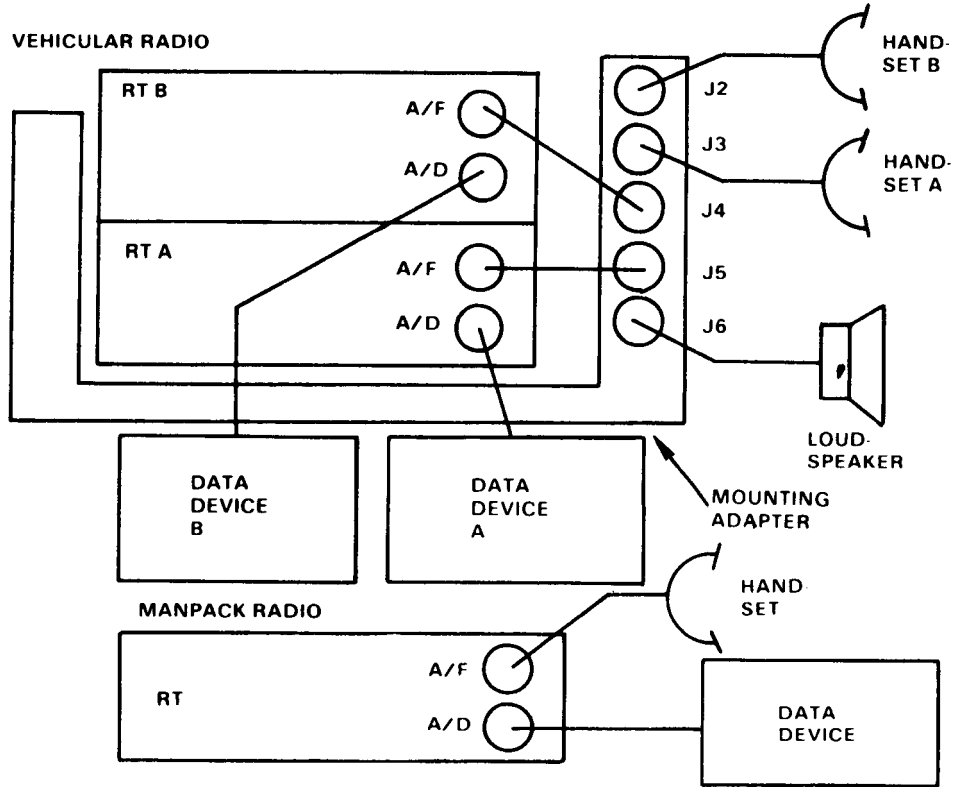 VEHICULAR RADIO
RT B
A/F
A/D
RT A
A/F
A/D
J2
J3
J4
J5
J6
HAND-
SET B
HAND-
SET A
LOUD-
SPEAKER
MOUNTING
ADAPTER
DATA
DEVICE
B
DATA
DEVICE
A
MANPACK RADIO
RT
A/F
A/D
HAND-
SET
DATA
DEVICE